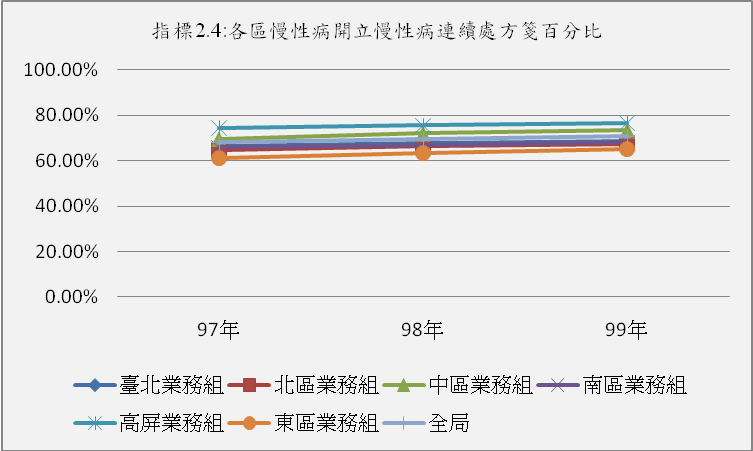 指標2.4:各區慢性病開立慢性病連續處方箋百分比
100.00%
80.00%
60.00%
40.00%
20.00%
0.00%
97年 98年 99年
臺北業務組 北區業務組 中區業務組 南區業務組
高屏業務組 東區業務組 全局